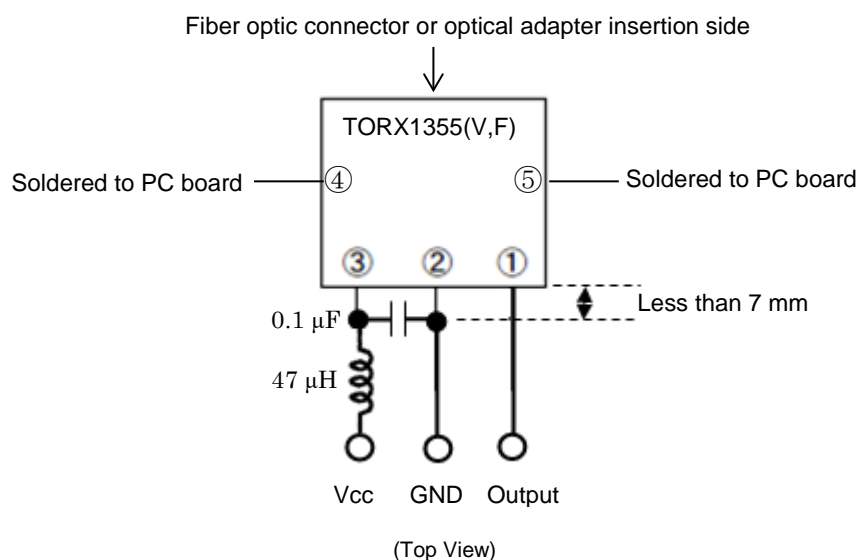 Fiber optic connector or optical adapter insertion side
TORX1355(V,F)
Soldered to PC board
④
⑤
Soldered to PC board
③
②
①
0.1 μF
Less than 7 mm
47 μH
Vcc
GND
Output
(Top View)